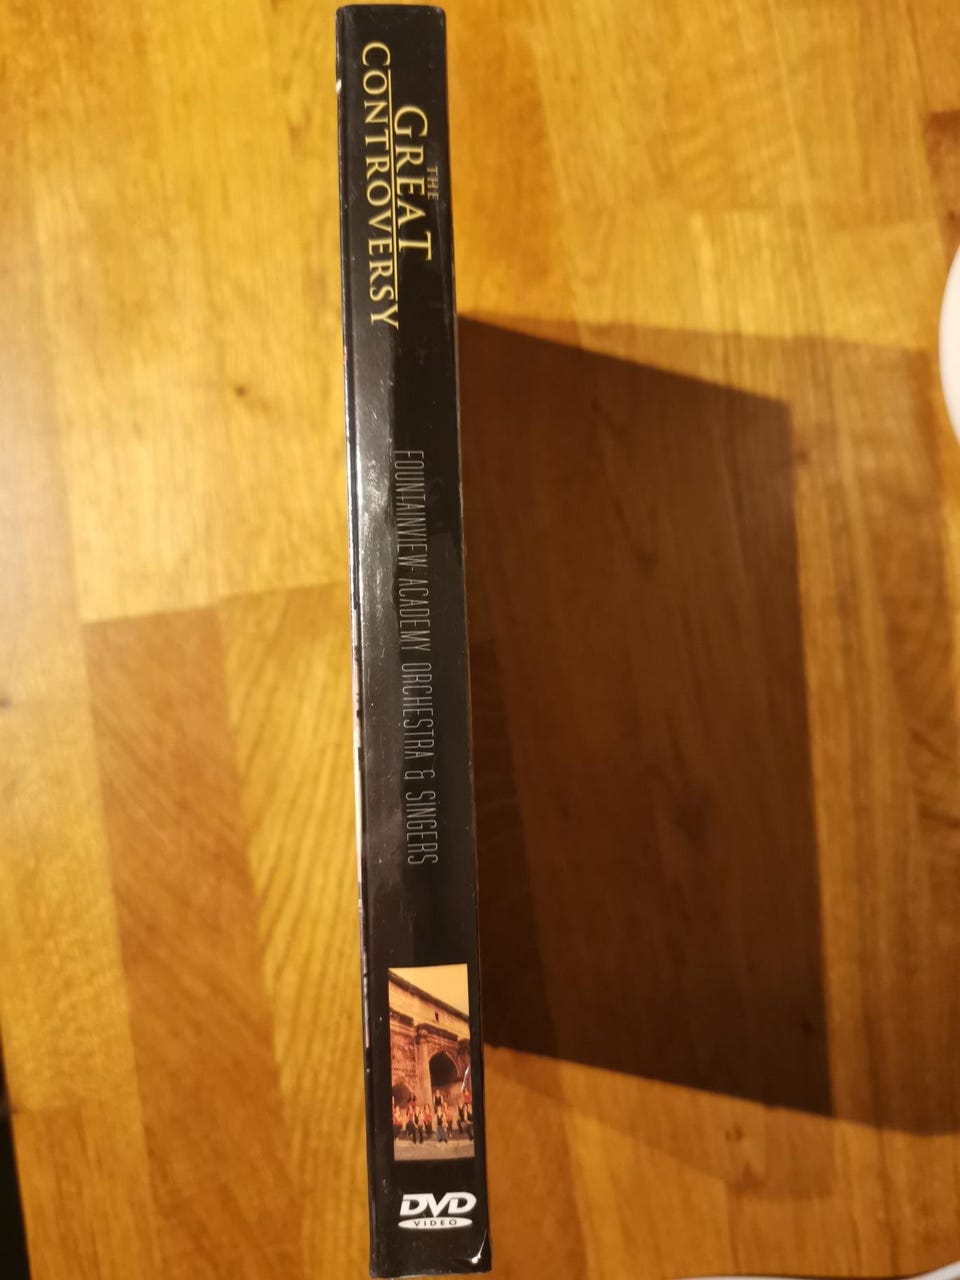 THE
GREAT
CONTROVERSY
FOUNTAINVIEW ACADEMY ORCHESTRA & SINGERS
DVD
VIDEO